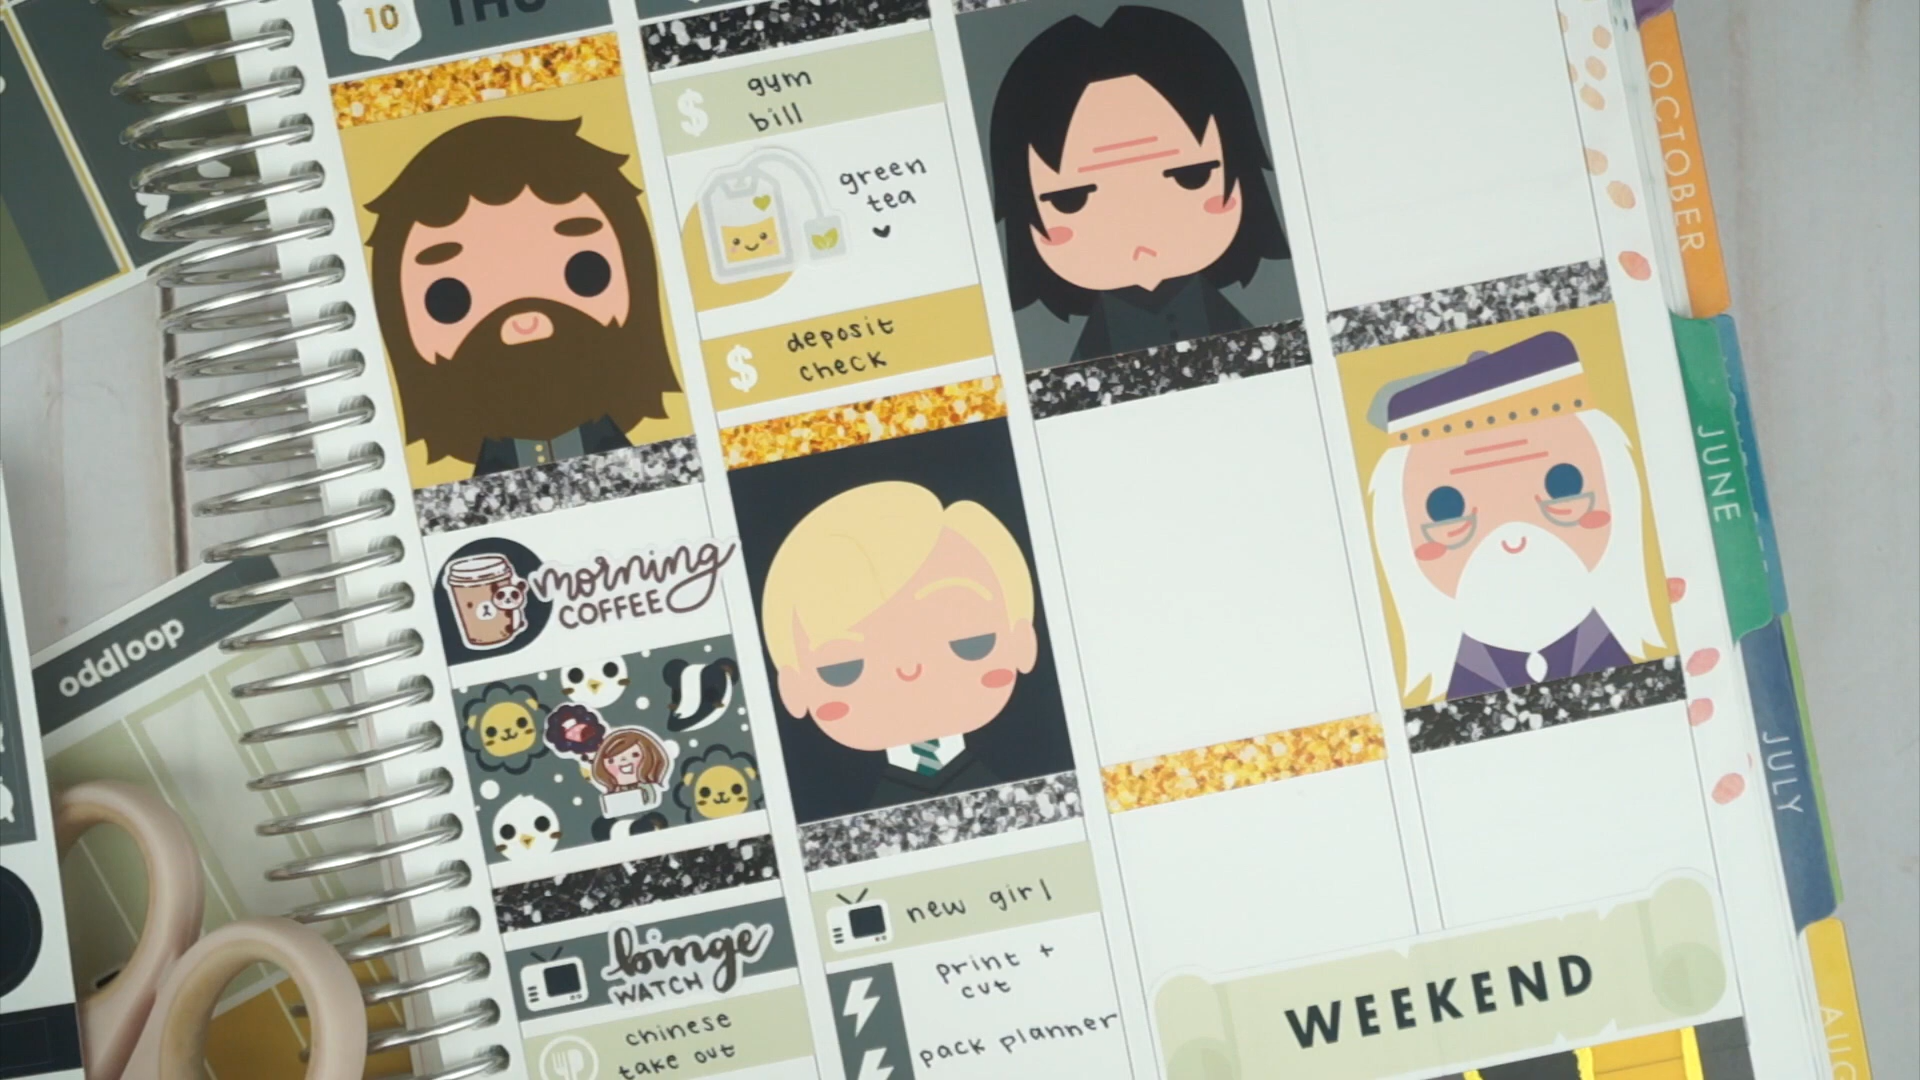 10
THU
$
gym
bill
green
tea
$
deposit
check
morning
COFFEE
binge
WATCH
chinese
take out
new girl
print +
cut
pack planner
WEEKEND
oddloop
OCTOBER
JUNE
JULY
AUG